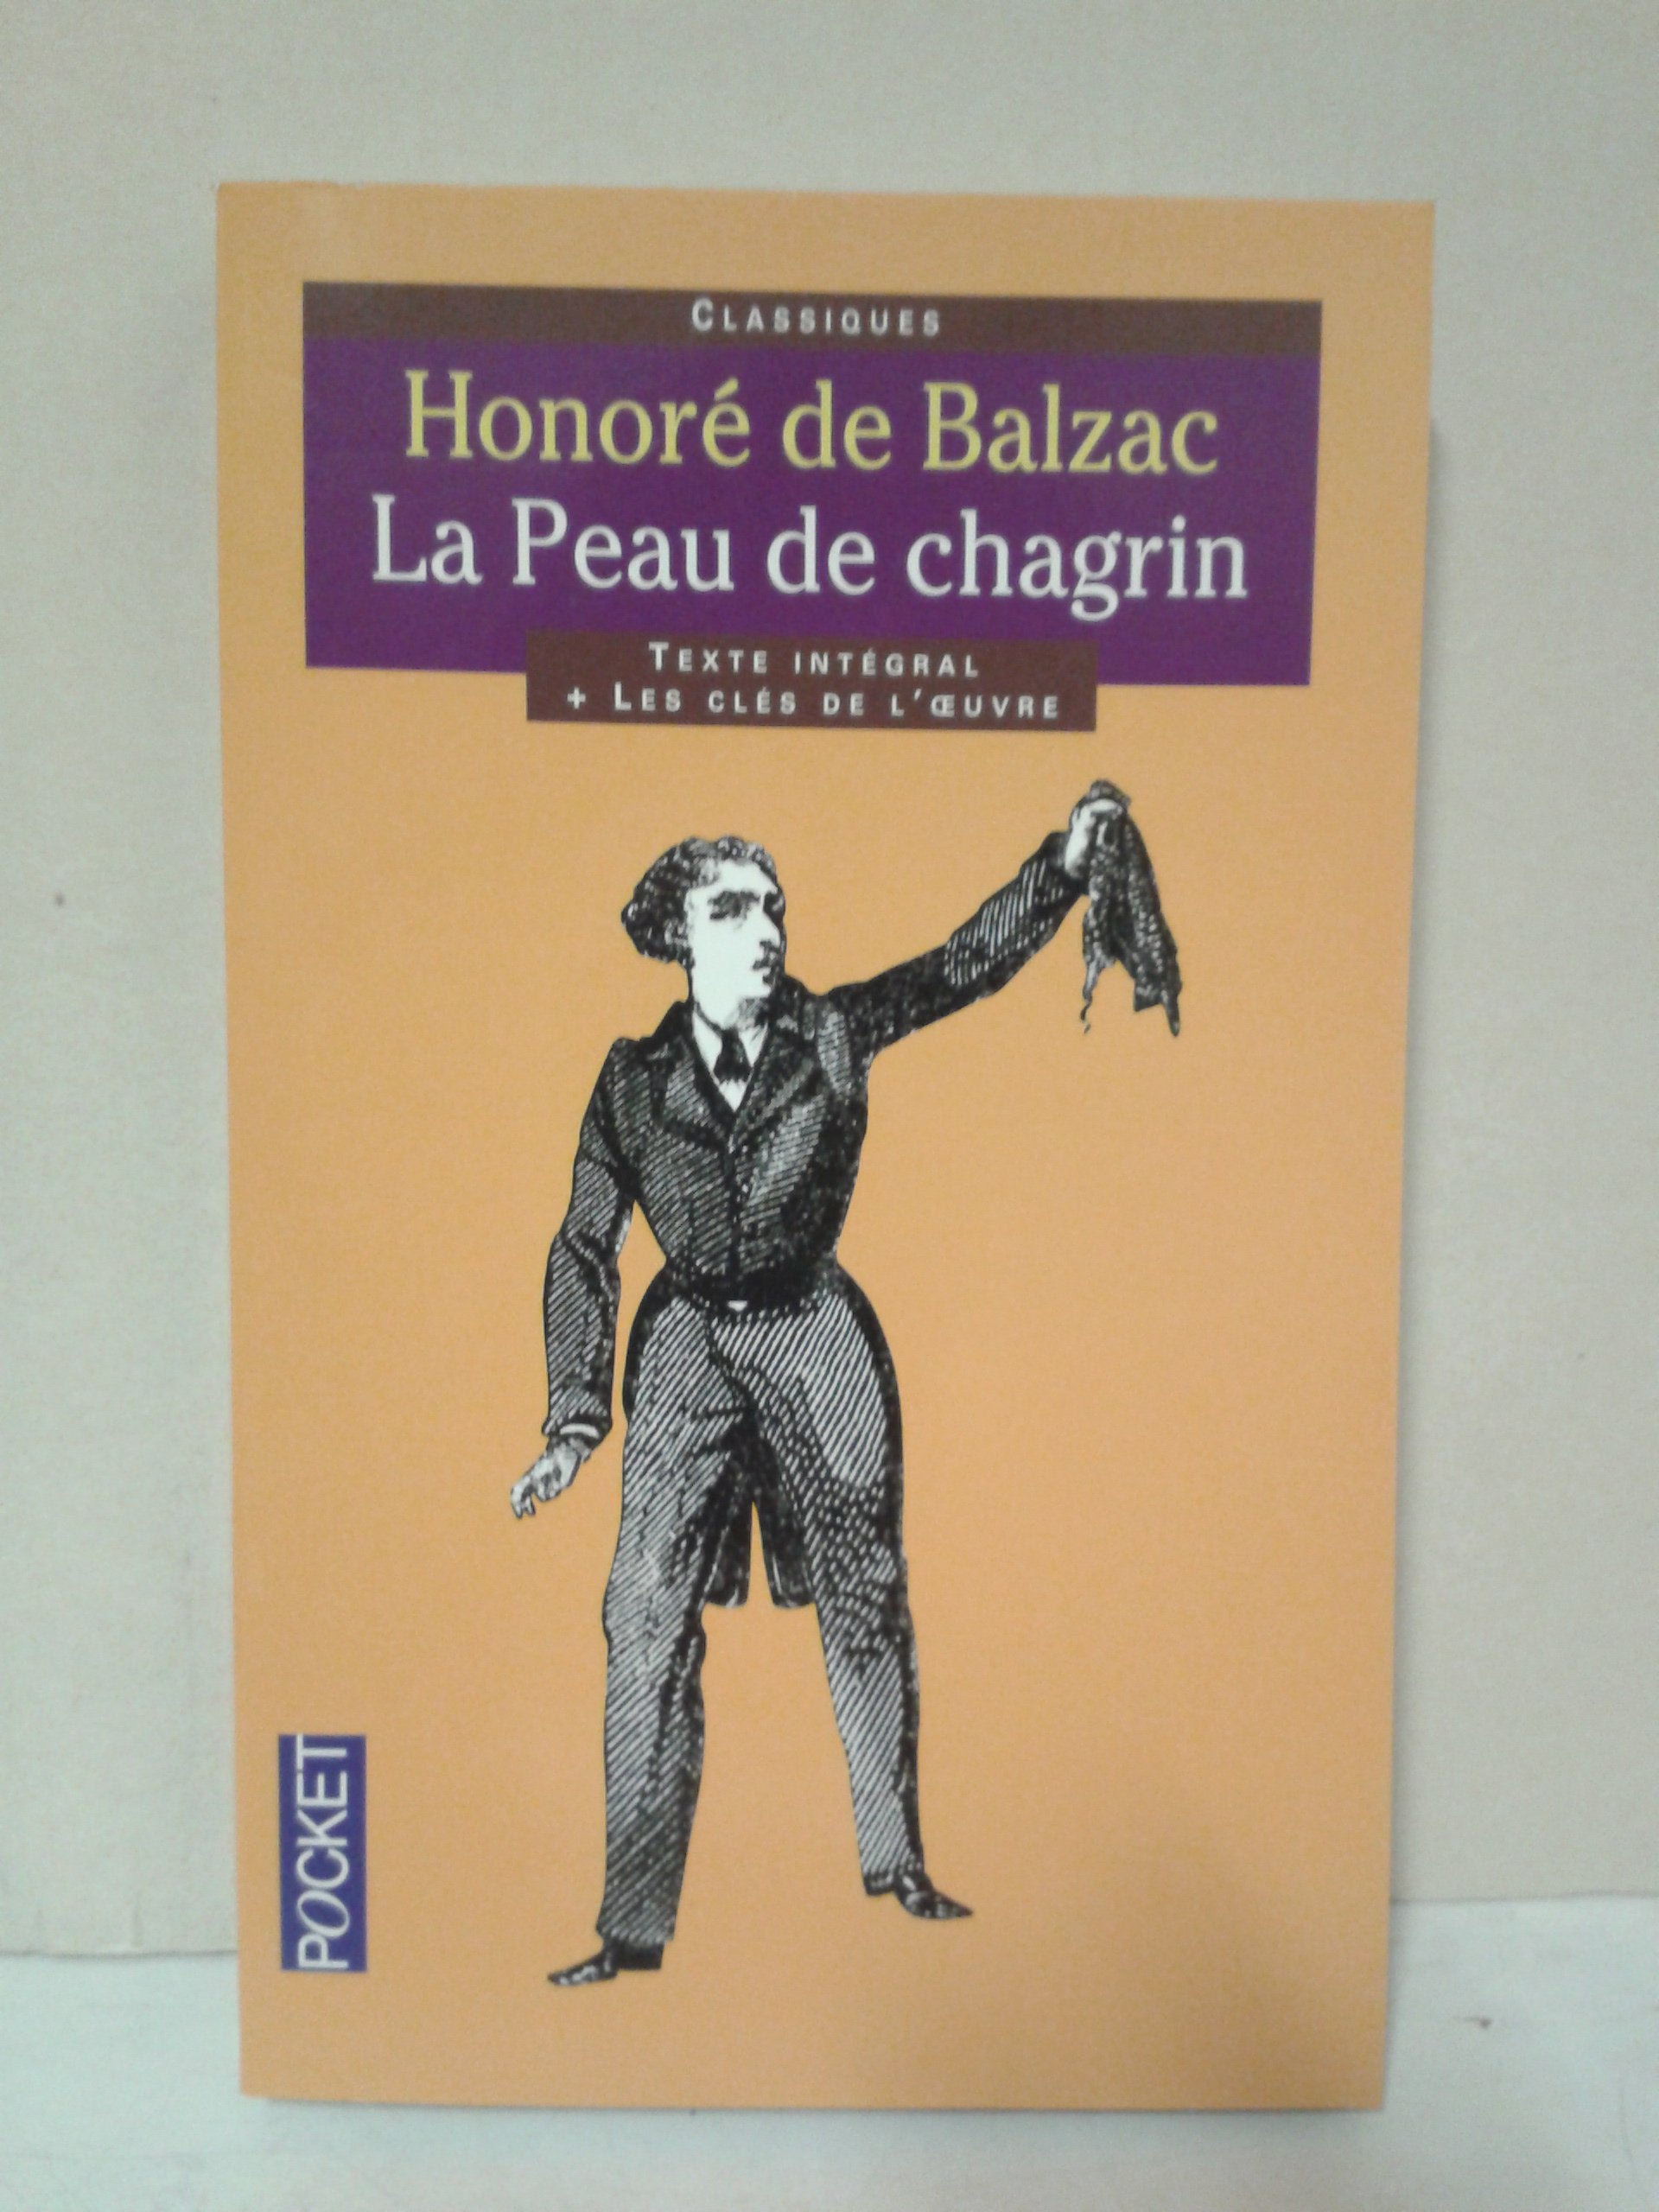 CLASSIQUES
Honoré de Balzac
La Peau de chagrin
TEXTE INTÉGRAL
+ LES CLÉS DE L'ŒUVRE
POCKET